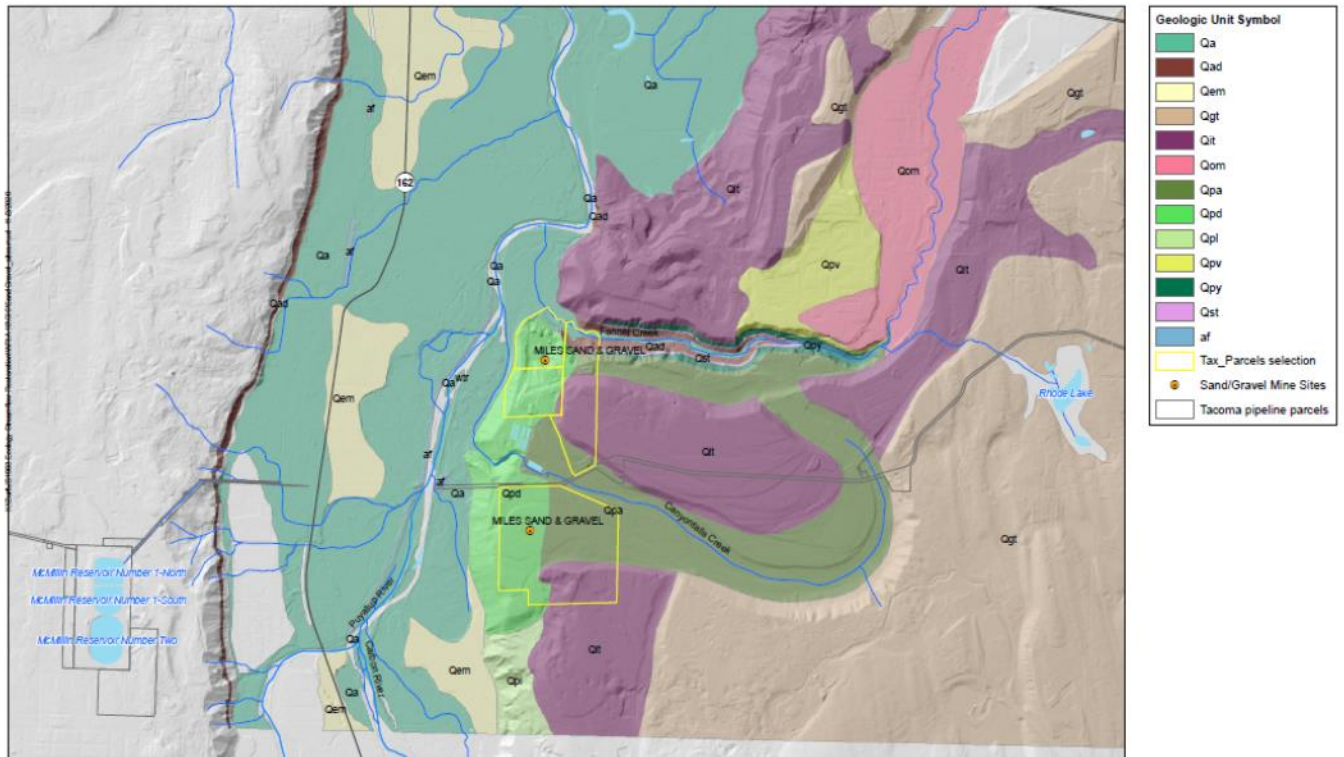 Qem
af
Qa
Qgt
Qgt
162
Qit
Qom
Qa
Qad
Qa
af
Qa
Qa
Qpv
Qit
Qad
Fennel Creek
Qad
Qst
Qpy
MILES SAND & GRAVEL
Qa
wtr
Qem
Rhode Lake
Qit
af
af
Qa
Qpd
Qpa
Canyonfalls Creek
MILES SAND & GRAVEL
Qgt
McMillin Reservoir Number 1-North
McMillin Reservoir Number 1-South
McMillin Reservoir Number Two
Puyallup River
Qa
Carbon River
Qem
Qit
Qpl
Qa
Qem
Geologic Unit Symbol
Qa
Qad
Qem
Qgt
Qit
Qom
Qpa
Qpd
Qpl
Qpv
Qpy
Qst
af
Tax_Parcels selection
Sand/Gravel Mine Sites
Tacoma pipeline parcels